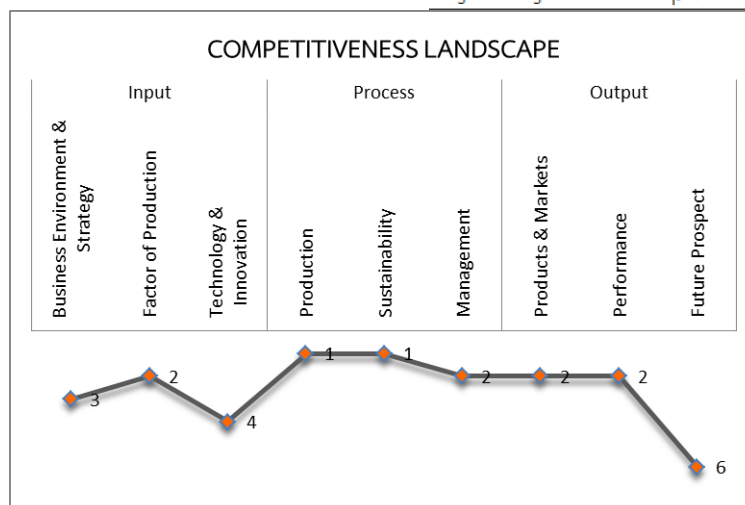 COMPETITIVENESS LANDSCAPE
Input
Process
Output
Business Environment &
Strategy
Factor of Production
Technology &
Innovation
Production
Sustainability
Management
Products & Markets
Performance
Future Prospect
3
2
4
1
1
2
2
2
6